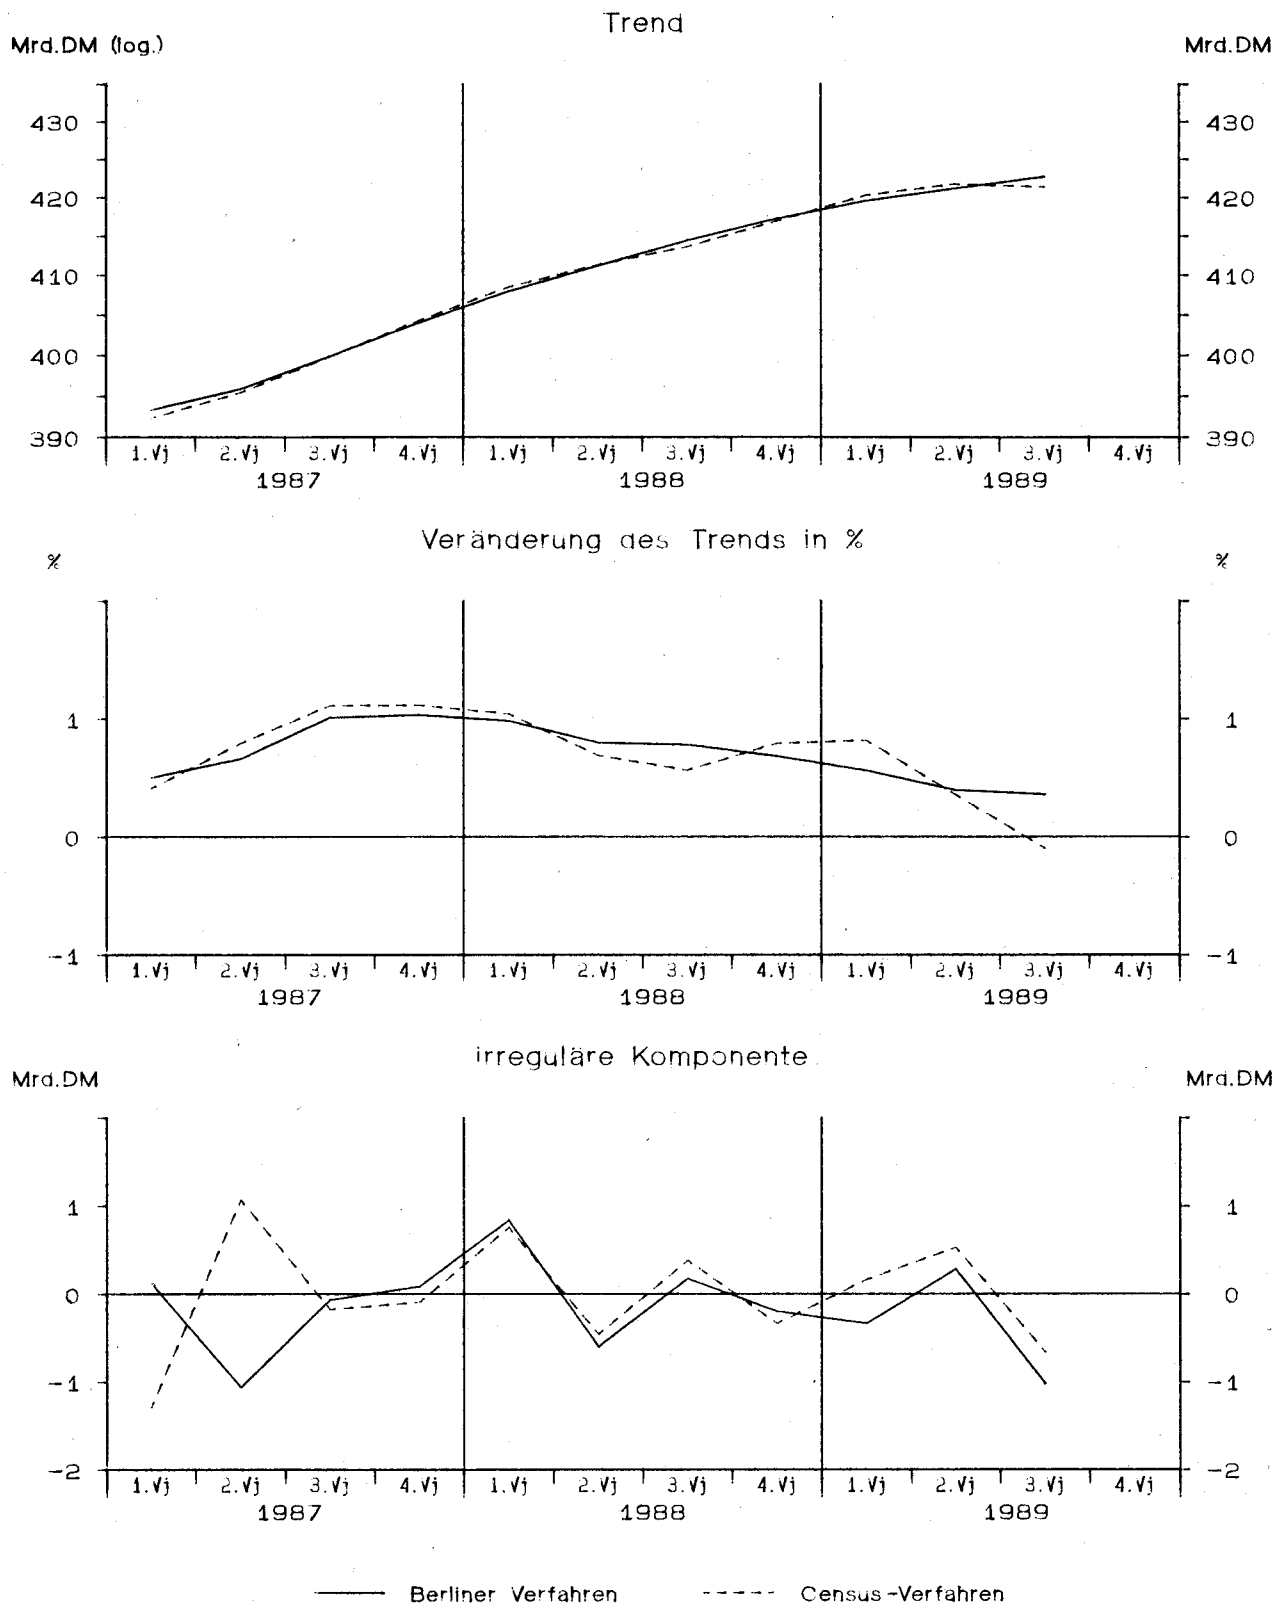 Trend
Mrd.DM (log.) Mrd.DM
430 430
420 420
410 410
400 400
390 390
1.Vj 2.Vj 3.Vj 4.Vj 1.Vj 2.Vj 3.Vj 4.Vj 1.Vj 2.Vj 3.Vj 4.Vj
1987 1988 1989
Veränderung des Trends in %
% %
1 1
0 0
-1 -1
1.Vj 2.Vj 3.Vj 4.Vj 1.Vj 2.Vj 3.Vj 4.Vj 1.Vj 2.Vj 3.Vj 4.Vj
1987 1988 1989
irreguläre Komponente
Mrd.DM Mrd.DM
1 1
0 0
-1 -1
-2 -2
1.Vj 2.Vj 3.Vj 4.Vj 1.Vj 2.Vj 3.Vj 4.Vj 1.Vj 2.Vj 3.Vj 4.Vj
1987 1988 1989
Berliner Verfahren Census-Verfahren